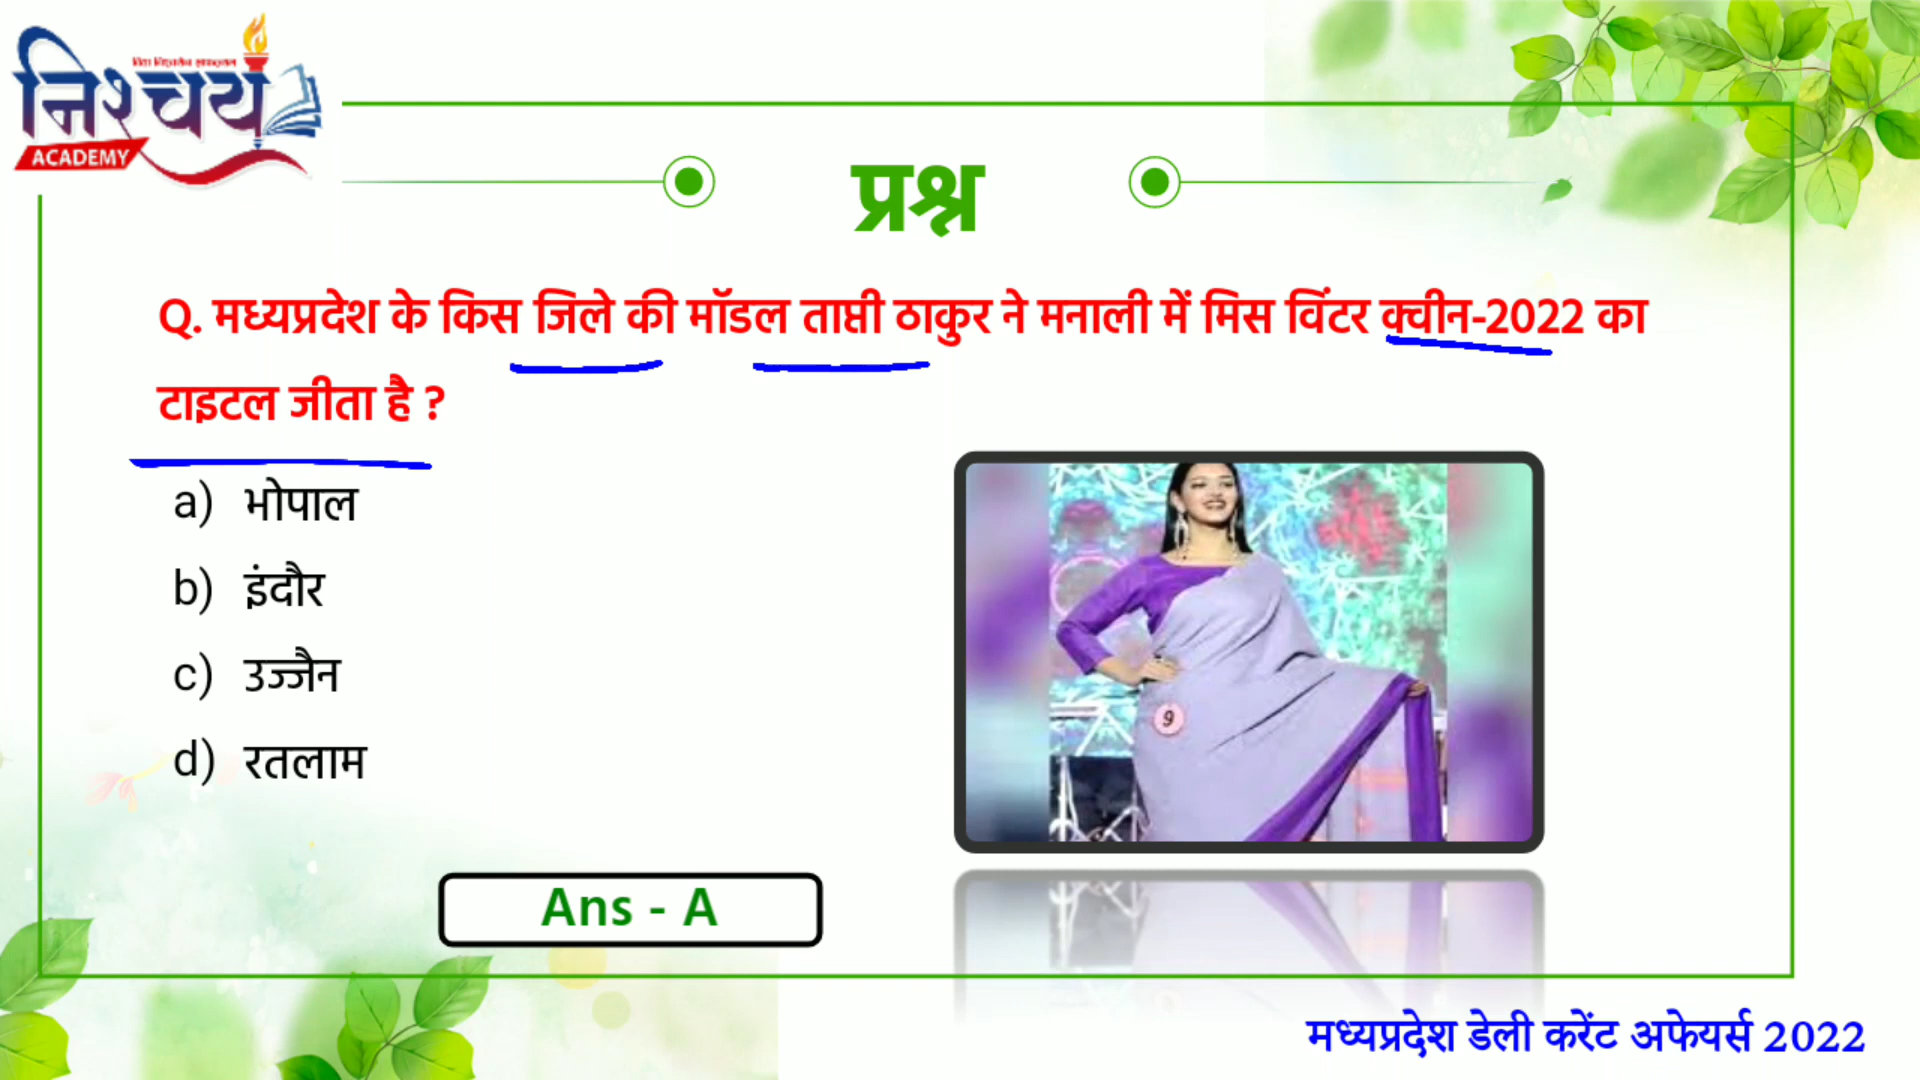 निश्चय
ACADEMY
प्रश्न
Q. मध्यप्रदेश के किस जिले की मॉडल ताप्ती ठाकुर ने मनाली में मिस विंटर क्वीन-2022 का
टाइटल जीता है ?
a) भोपाल
b) इंदौर
c) उज्जैन
d) रतलाम
9
Ans - A
मध्यप्रदेश डेली करेंट अफेयर्स 2022